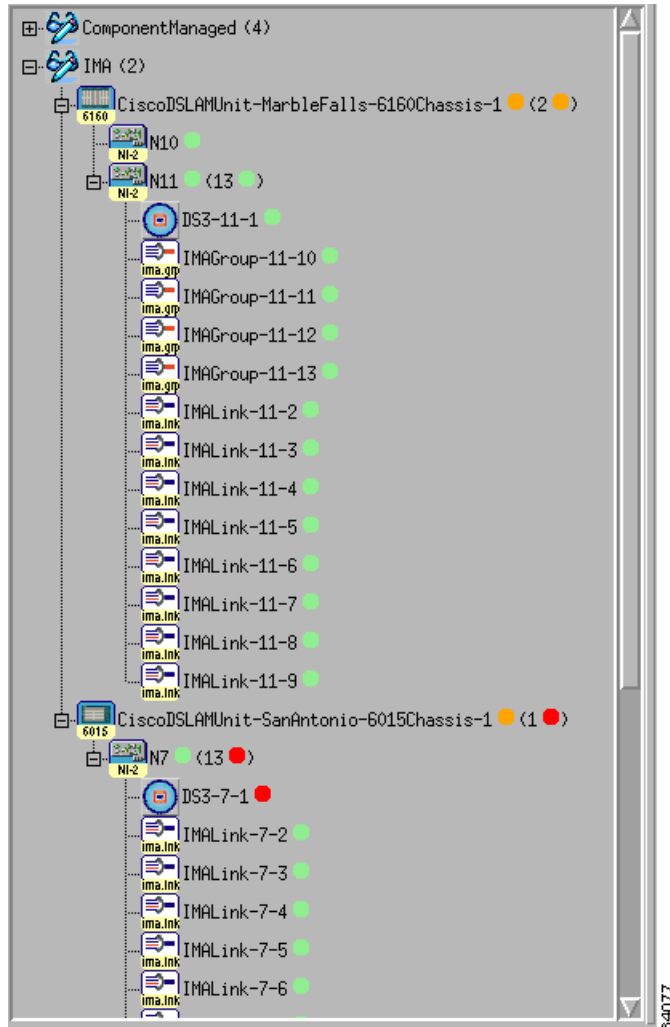 ComponentManaged (4)
IMA (2)
6160 CiscoDSLAMUnit-MarbleFalls-6160Chassis-1 (2 )
NI-2 N10
NI-2 N11 (13 )
DS3-11-1
ima.grp IMAGroup-11-10
ima.grp IMAGroup-11-11
ima.grp IMAGroup-11-12
ima.grp IMAGroup-11-13
ima.lnk IMALink-11-2
ima.lnk IMALink-11-3
ima.lnk IMALink-11-4
ima.lnk IMALink-11-5
ima.lnk IMALink-11-6
ima.lnk IMALink-11-7
ima.lnk IMALink-11-8
ima.lnk IMALink-11-9
6015 CiscoDSLAMUnit-SanAntonio-6015Chassis-1 (1 )
NI-2 N7 (13 )
DS3-7-1
ima.lnk IMALink-7-2
ima.lnk IMALink-7-3
ima.lnk IMALink-7-4
ima.lnk IMALink-7-5
ima.lnk IMALink-7-6